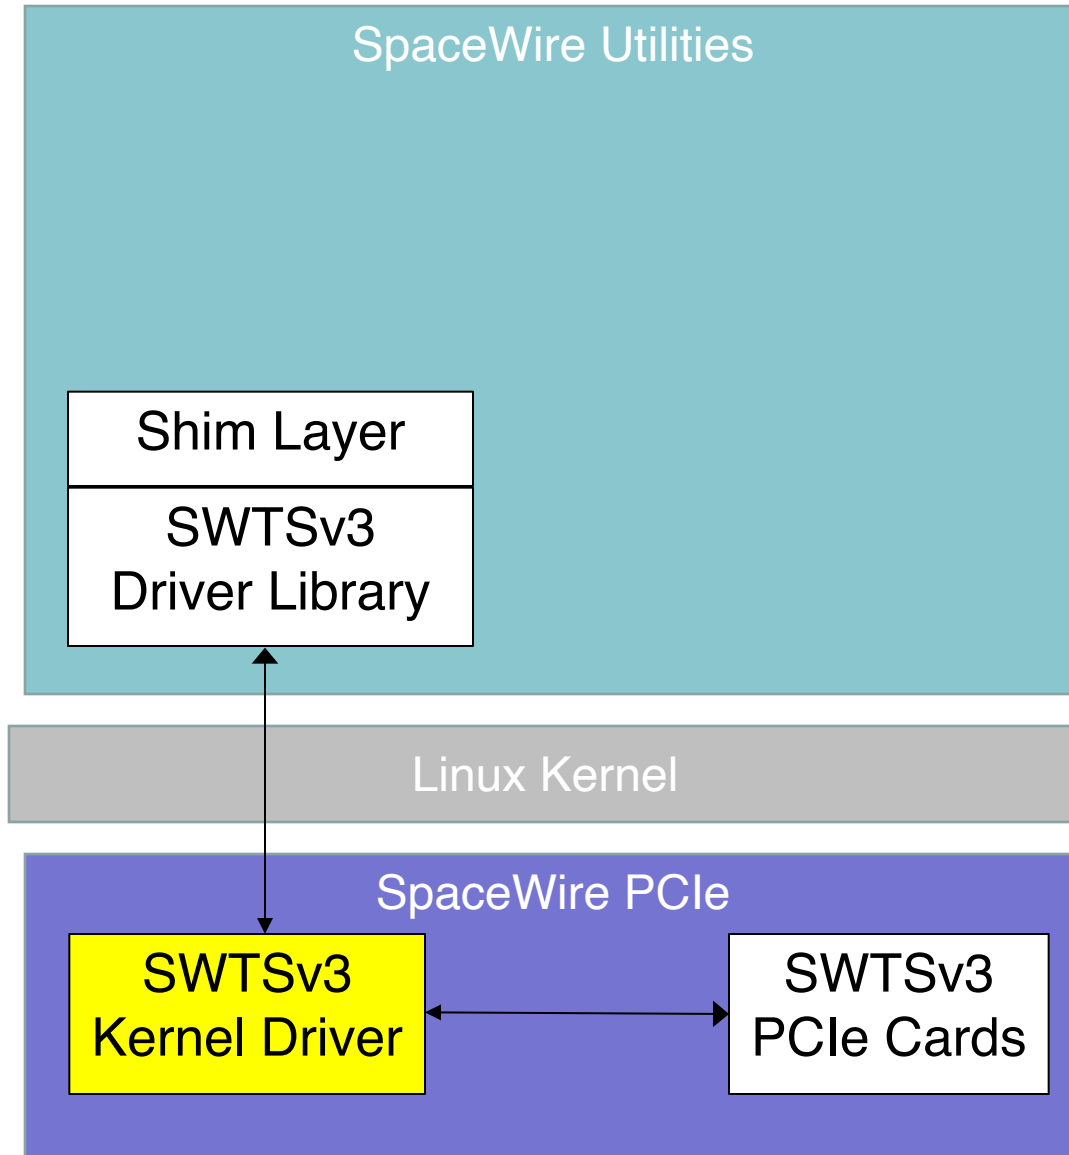 SpaceWire Utilities
Shim Layer
SWTSv3
Driver Library
Linux Kernel
SpaceWire PCIe
SWTSv3
Kernel Driver
SWTSv3
PCIe Cards